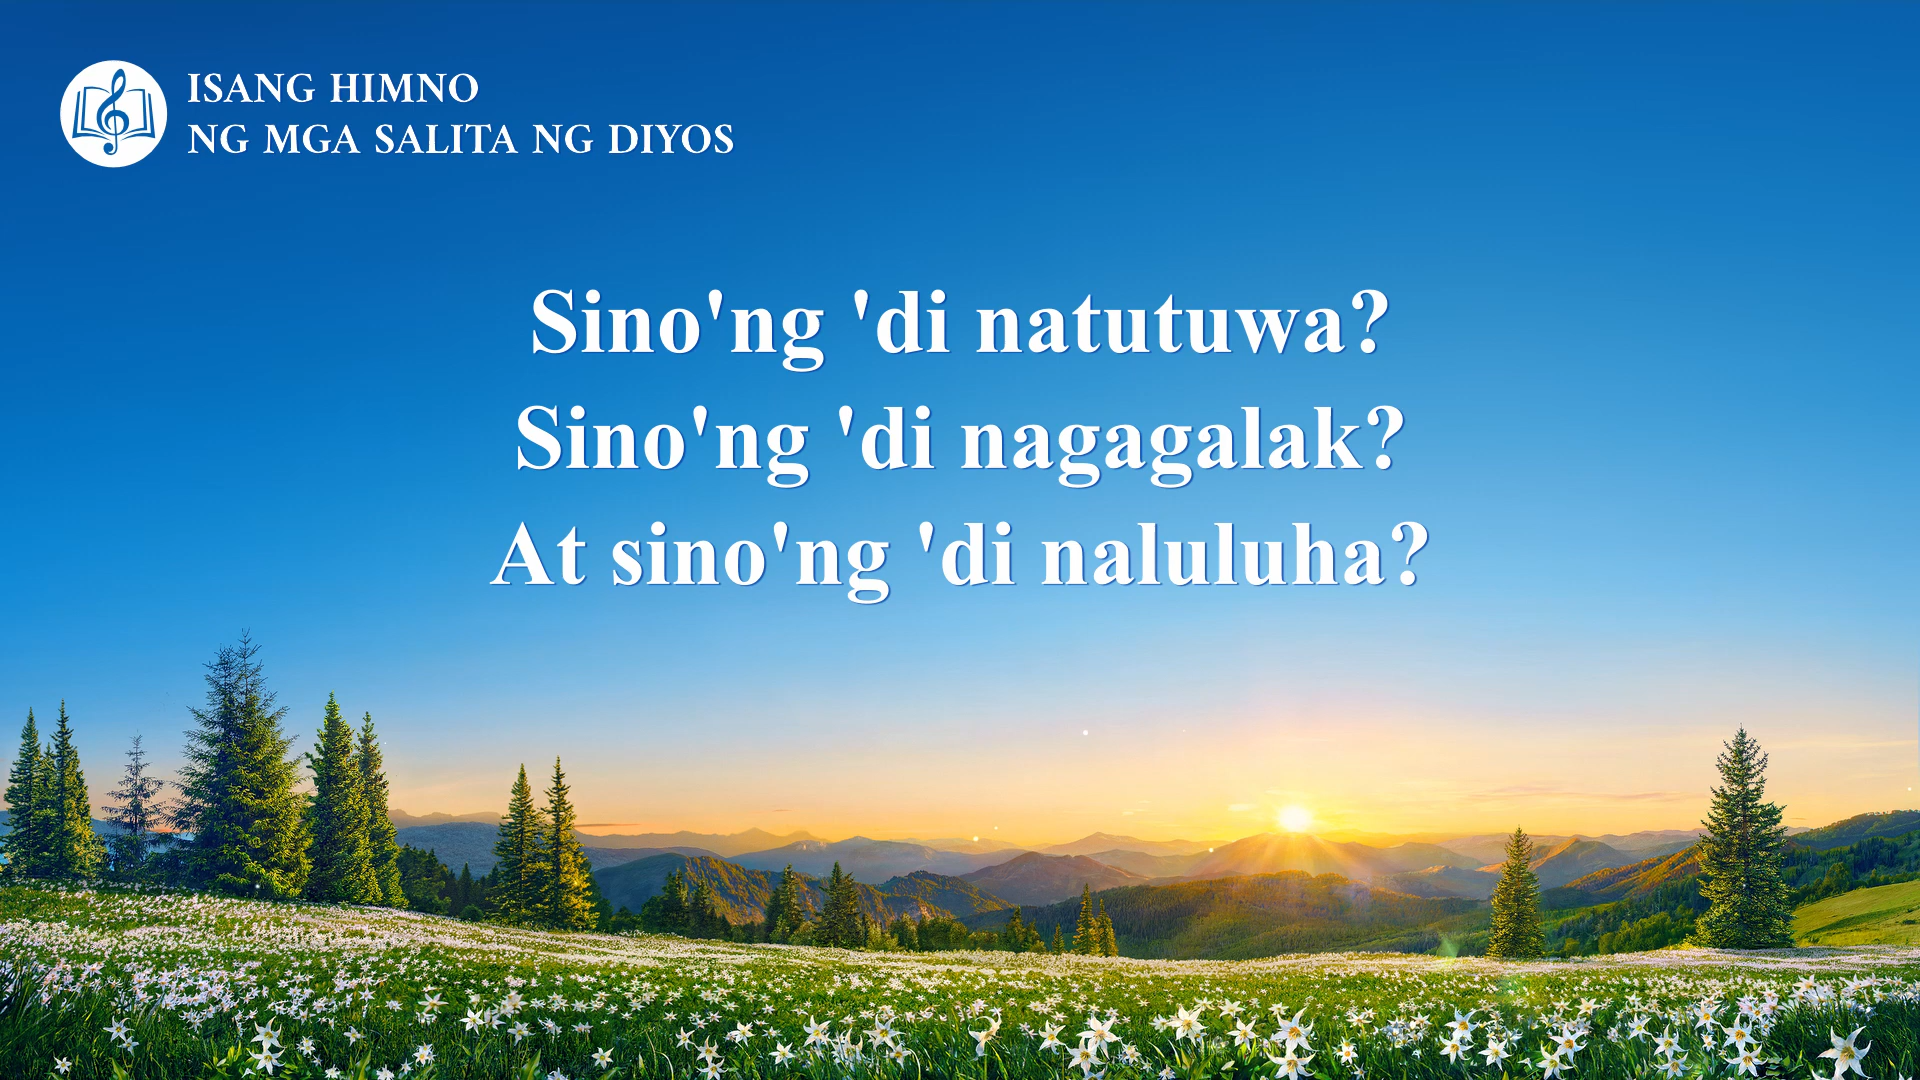 ISANG HIMNO
NG MGA SALITA NG DIYOS
Sino'ng 'di natutuwa?
Sino'ng 'di nagagalak?
At sino'ng 'di naluluha?